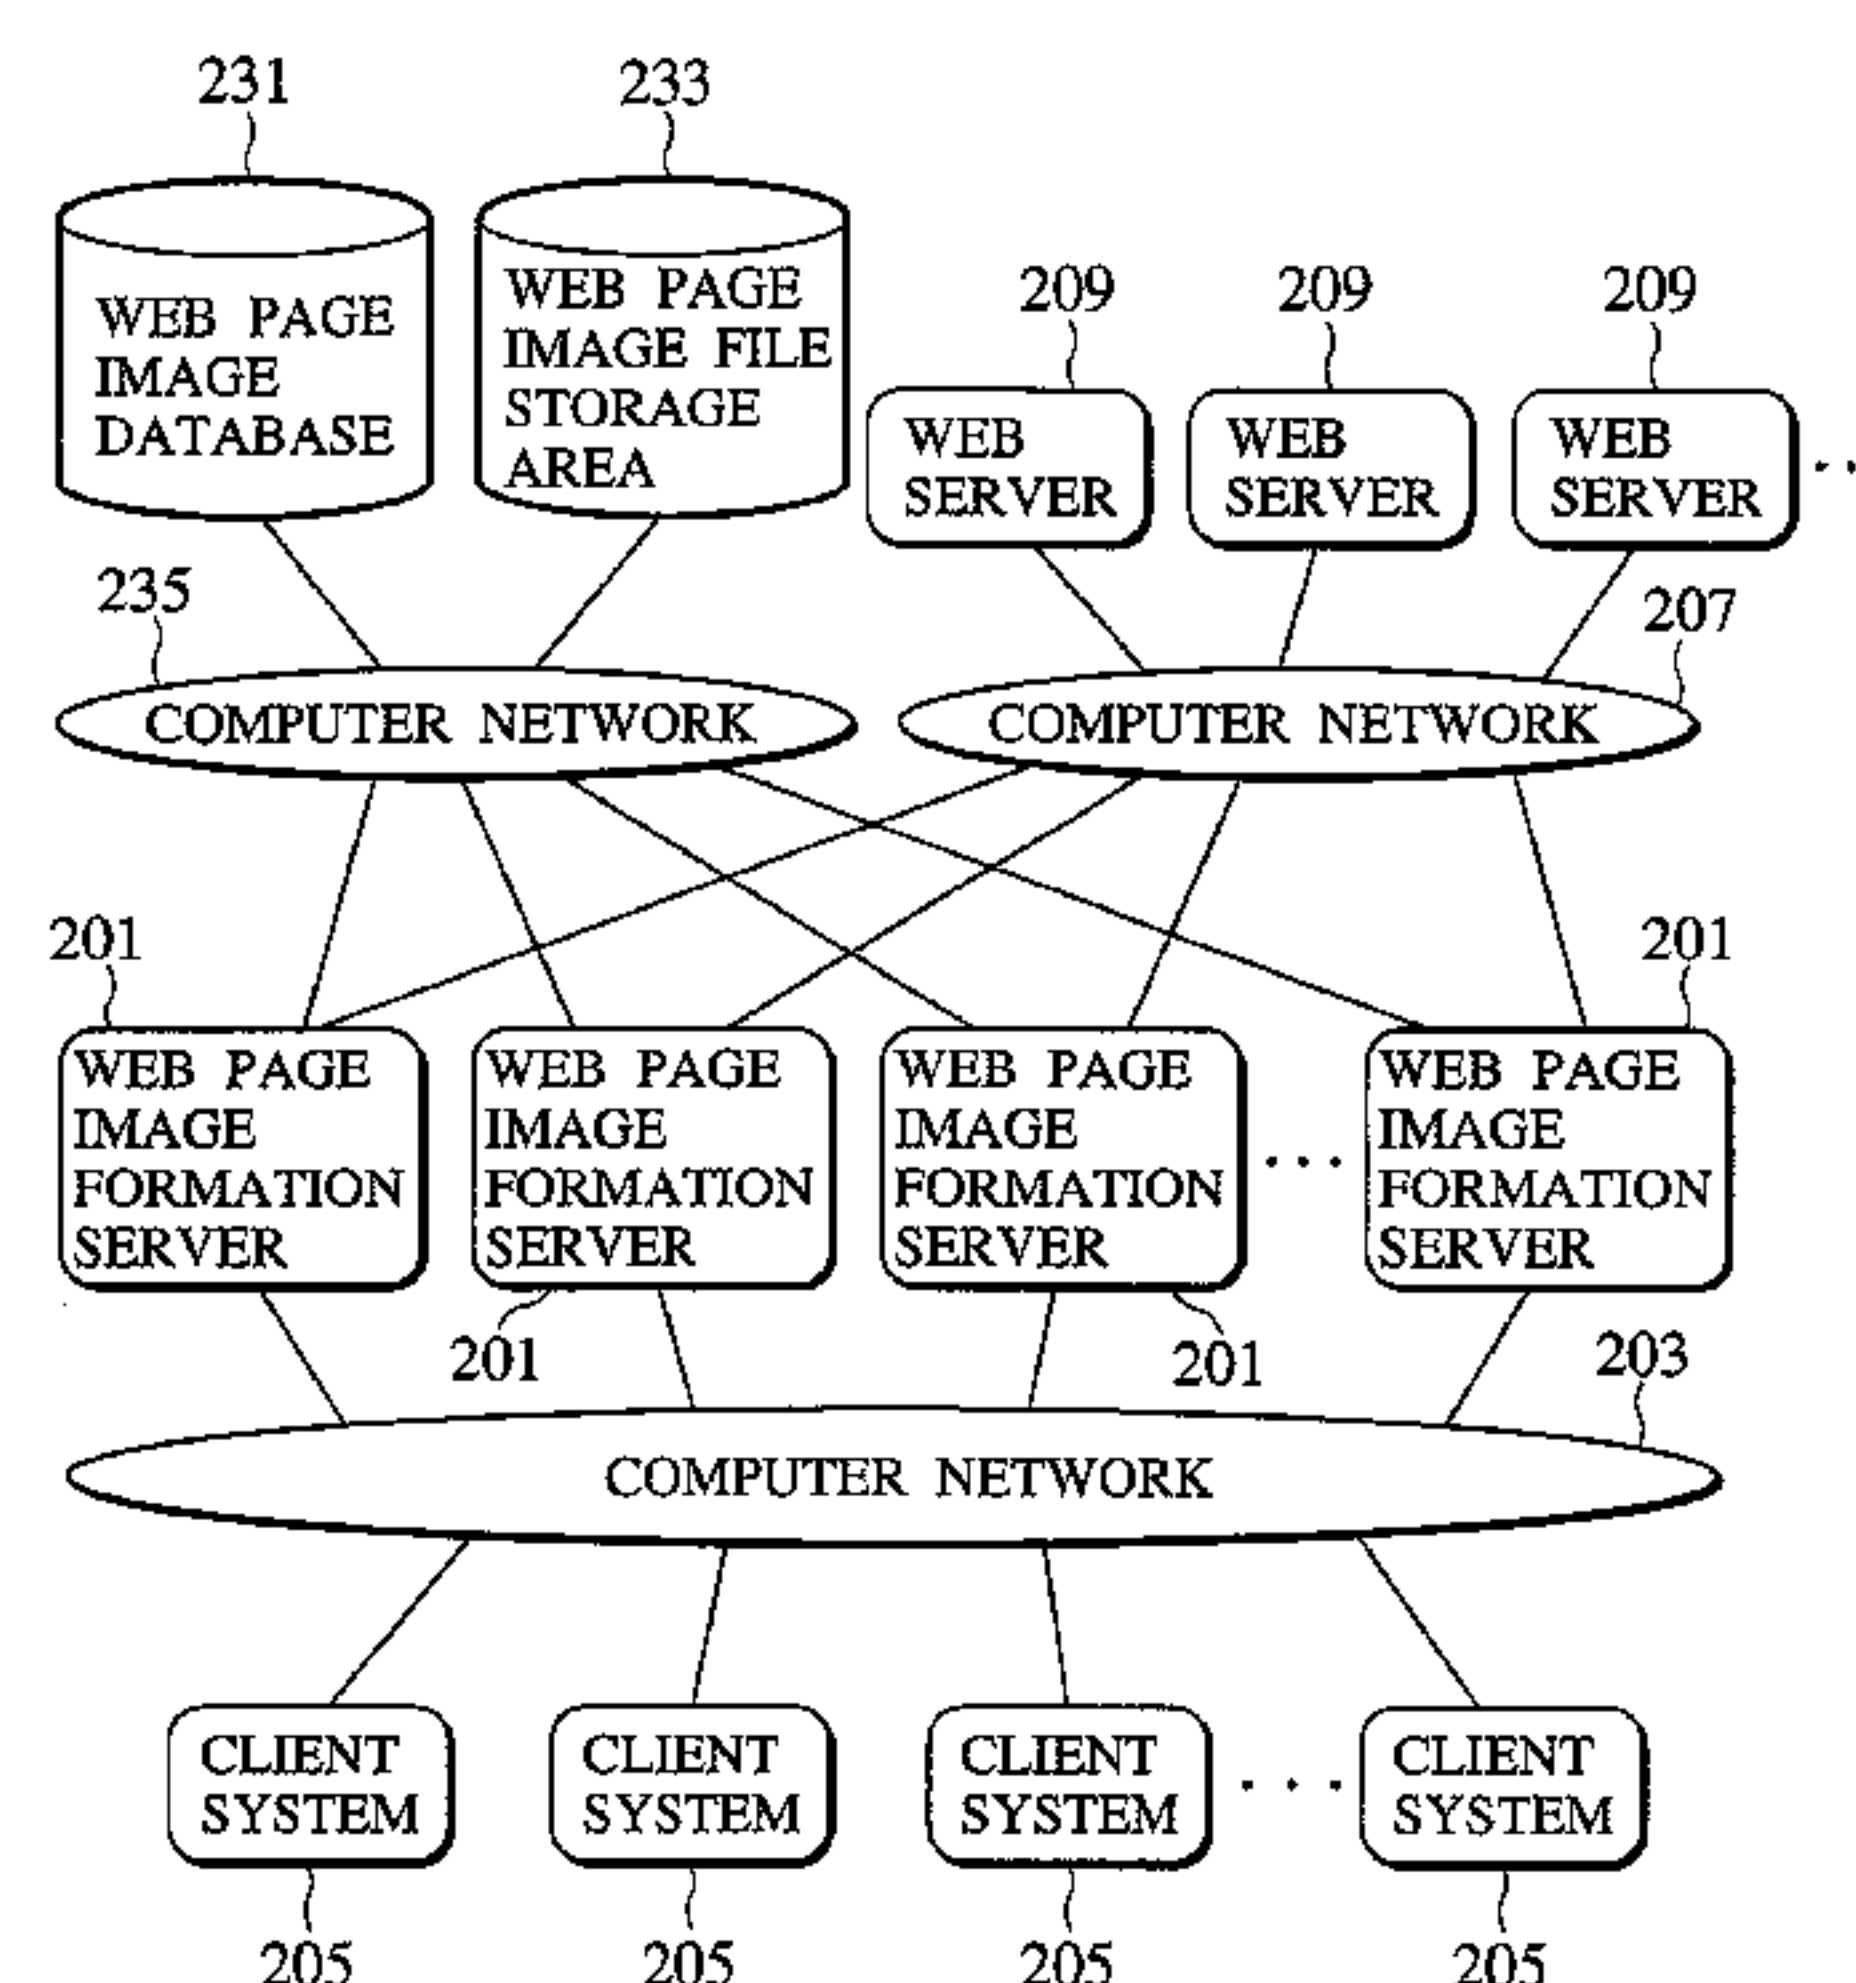 231
233
WEB PAGE
IMAGE
DATABASE
WEB PAGE
IMAGE FILE
STORAGE
AREA
209
209
209
WEB
SERVER
WEB
SERVER
WEB
SERVER
235
207
COMPUTER NETWORK
COMPUTER NETWORK
201
201
WEB PAGE
IMAGE
FORMATION
SERVER
WEB PAGE
IMAGE
FORMATION
SERVER
WEB PAGE
IMAGE
FORMATION
SERVER
...
WEB PAGE
IMAGE
FORMATION
SERVER
201
201
203
COMPUTER NETWORK
CLIENT
SYSTEM
CLIENT
SYSTEM
CLIENT
SYSTEM
...
CLIENT
SYSTEM
205
205
205
205